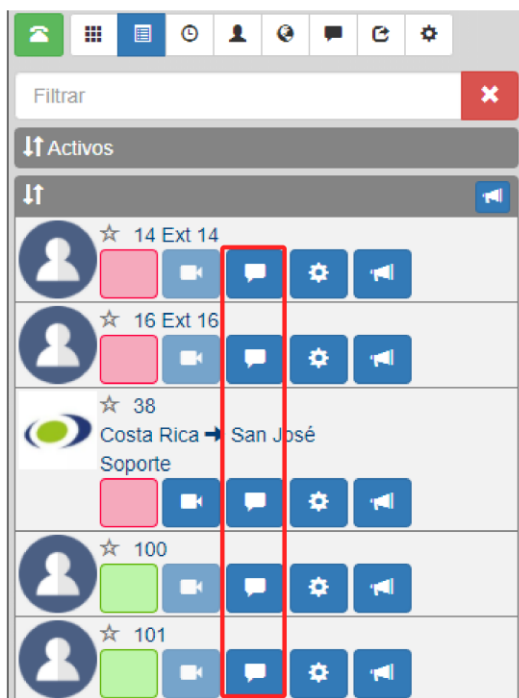 Filtrar
Activos
14 Ext 14
16 Ext 16
38
Costa Rica ➔ San José
Soporte
100
101